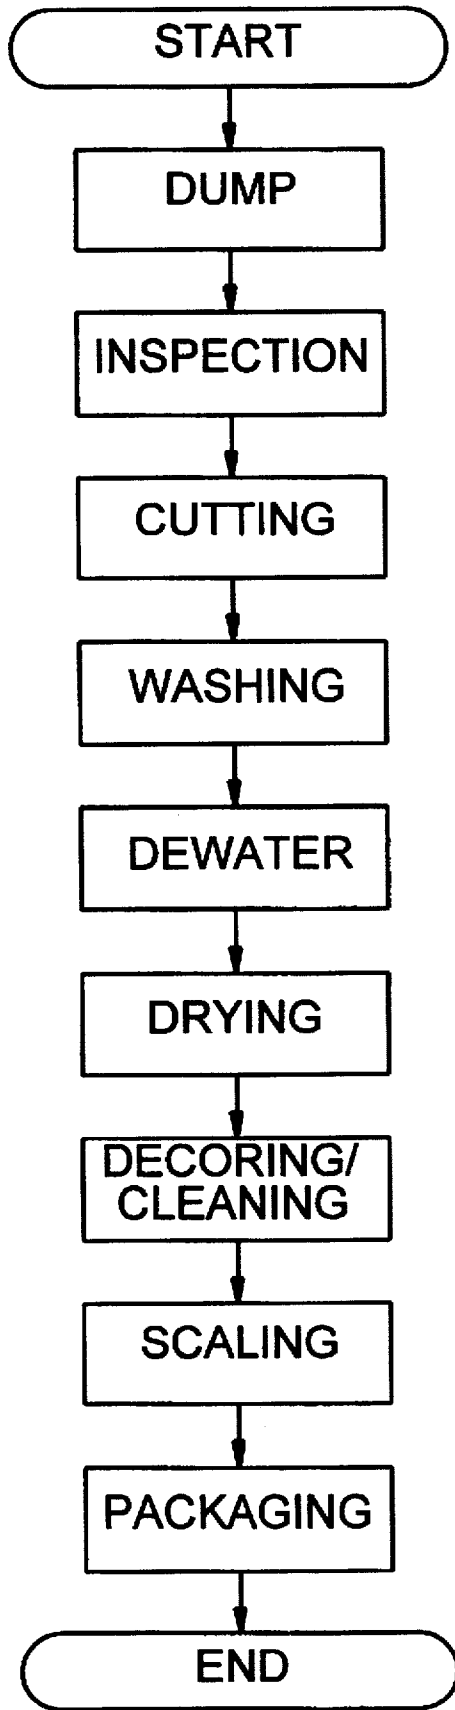 START
DUMP
INSPECTION
CUTTING
WASHING
DEWATER
DRYING
DECORING/
CLEANING
SCALING
PACKAGING
END